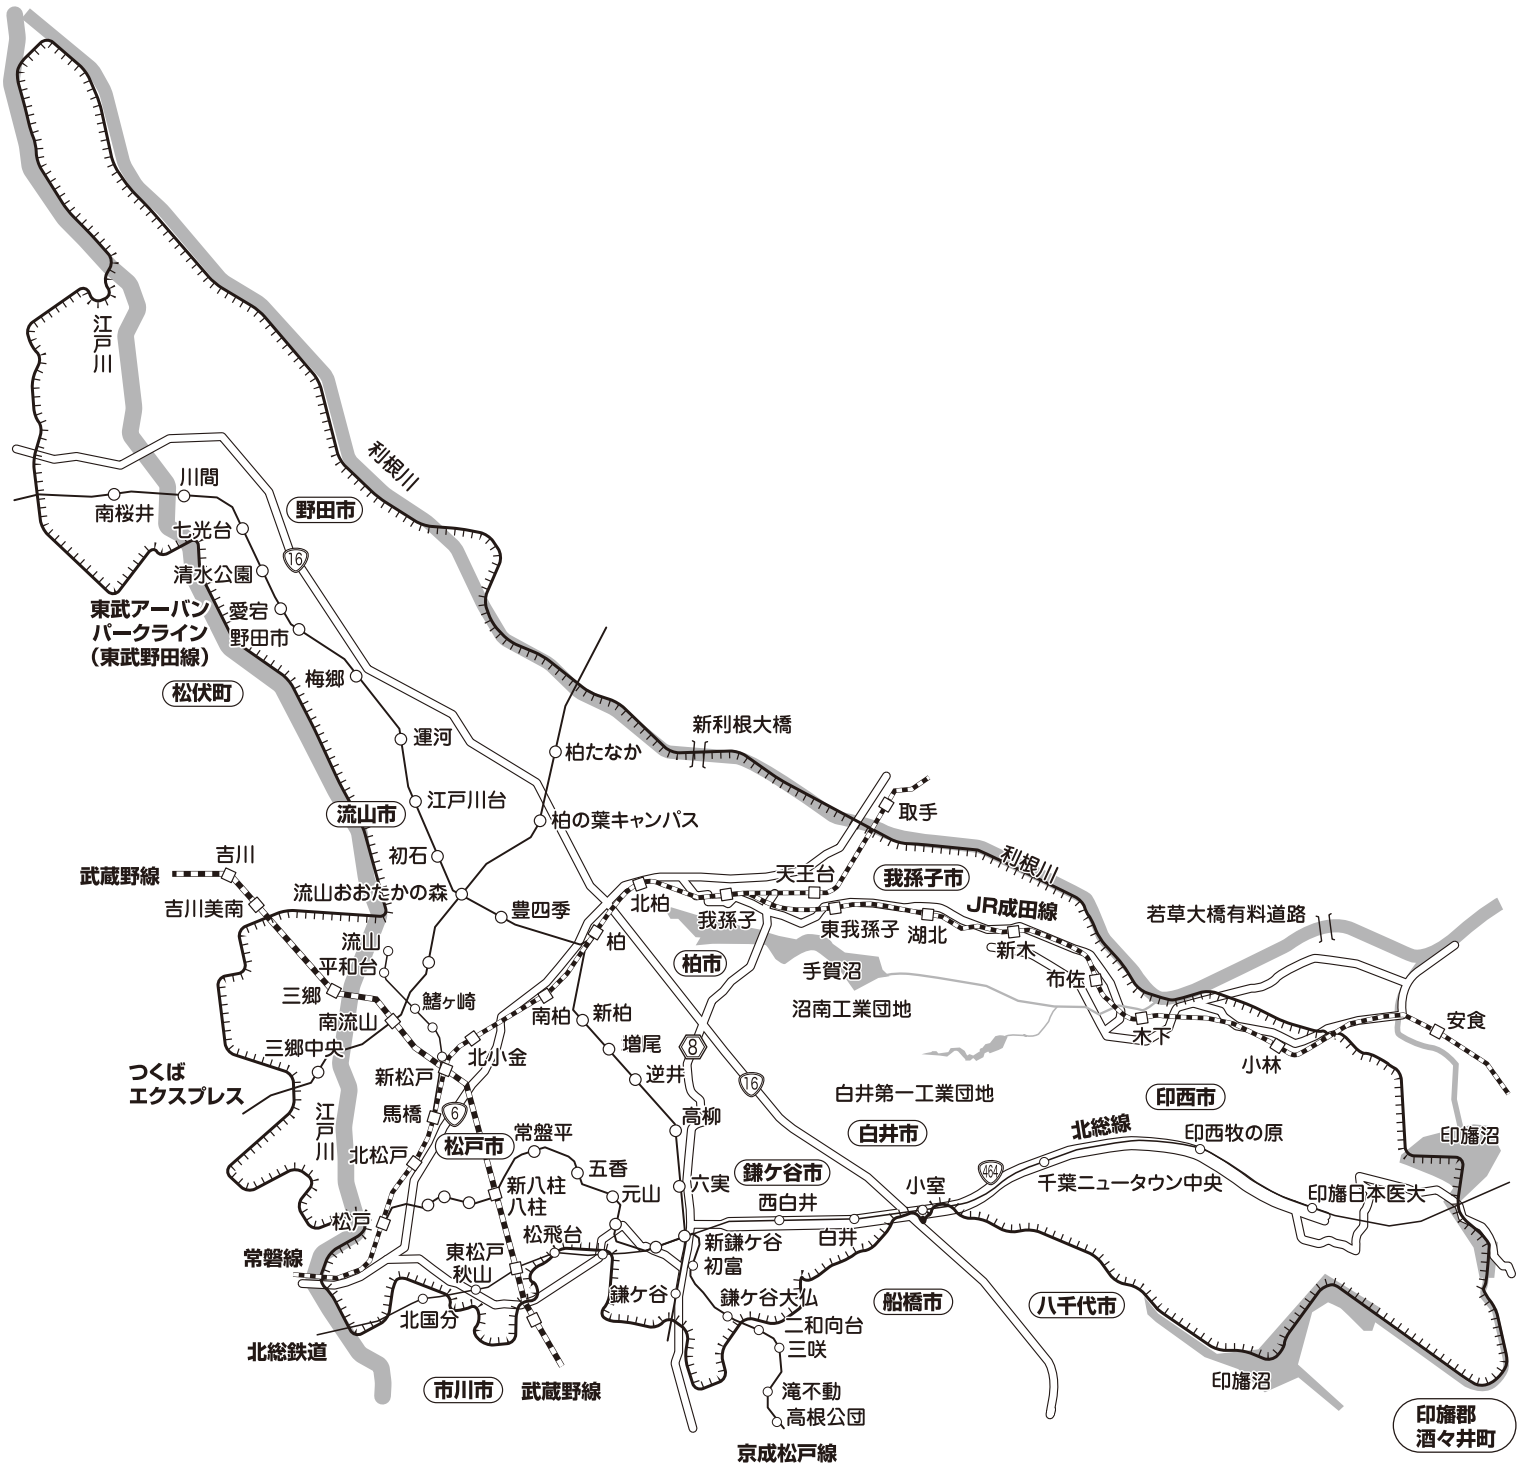 江戸川
利根川
川間
南桜井
野田市
七光台
16
清水公園
東武アーバン
パークライン
（東武野田線）
愛宕
野田市
松伏町
梅郷
新利根大橋
運河
柏たなか
江戸川台
流山市
柏の葉キャンパス
取手
初石
吉川
武蔵野線
利根川
天王台
我孫子市
流山おおたかの森
吉川美南
豊四季
北柏
我孫子
東我孫子
湖北
JR成田線
若草大橋有料道路
流山
平和台
柏
柏市
手賀沼
新木
布佐
三郷
鰭ヶ崎
南流山
南柏
新柏
沼南工業団地
木下
安食
三郷中央
北小金
増尾
8
小林
つくば
エクスプレス
新松戸
逆井
16
白井第一工業団地
印西市
馬橋
6
高柳
江戸川
松戸市
常盤平
白井市
北総線
印西牧の原
印旛沼
北松戸
五香
鎌ケ谷市
464
千葉ニュータウン中央
新八柱
八柱
元山
六実
小室
西白井
印旛日本医大
松戸
松飛台
新鎌ケ谷
白井
常磐線
東松戸
秋山
初富
鎌ケ谷
鎌ケ谷大仏
船橋市
八千代市
北国分
二和向台
三咲
北総鉄道
市川市
武蔵野線
滝不動
高根公団
印旛沼
京成松戸線
印旛郡
酒々井町